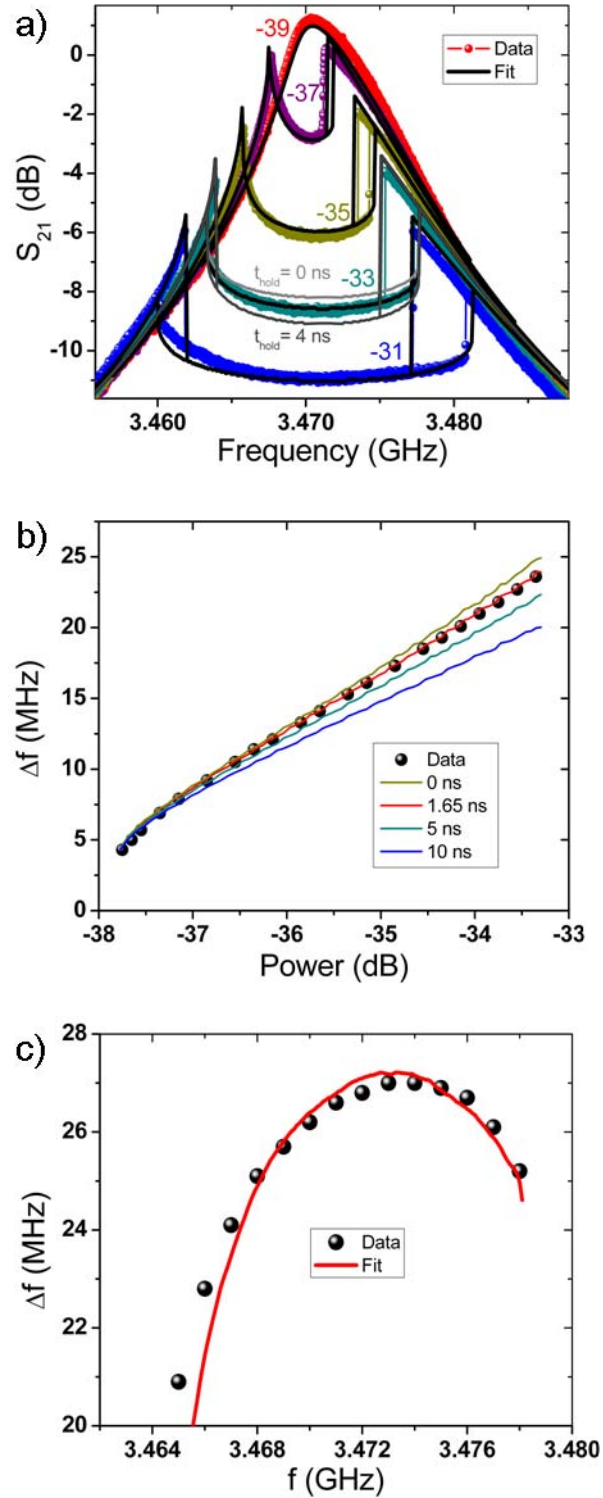 a)
-39
Data
Fit
0
-37
-2
-35
-4
-6
-33
t_hold = 0 ns
-8
t_hold = 4 ns
-31
-10
S21 (dB)
3.460 3.470 3.480
Frequency (GHz)
b)
25
20
15
10
5
0
Δf (MHz)
Data
0 ns
1.65 ns
5 ns
10 ns
-38 -37 -36 -35 -34 -33
Power (dB)
c)
28
26
24
22
20
Δf (MHz)
Data
Fit
3.464 3.468 3.472 3.476 3.480
f (GHz)